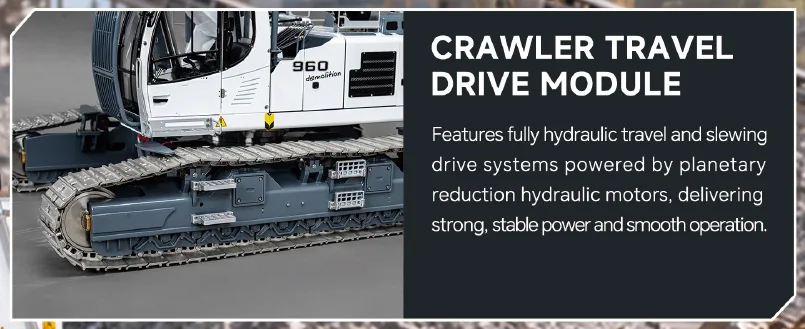 960
demolition
CRAWLER TRAVEL
DRIVE MODULE
Features fully hydraulic travel and slewing
drive systems powered by planetary
reduction hydraulic motors, delivering
strong, stable power and smooth operation.